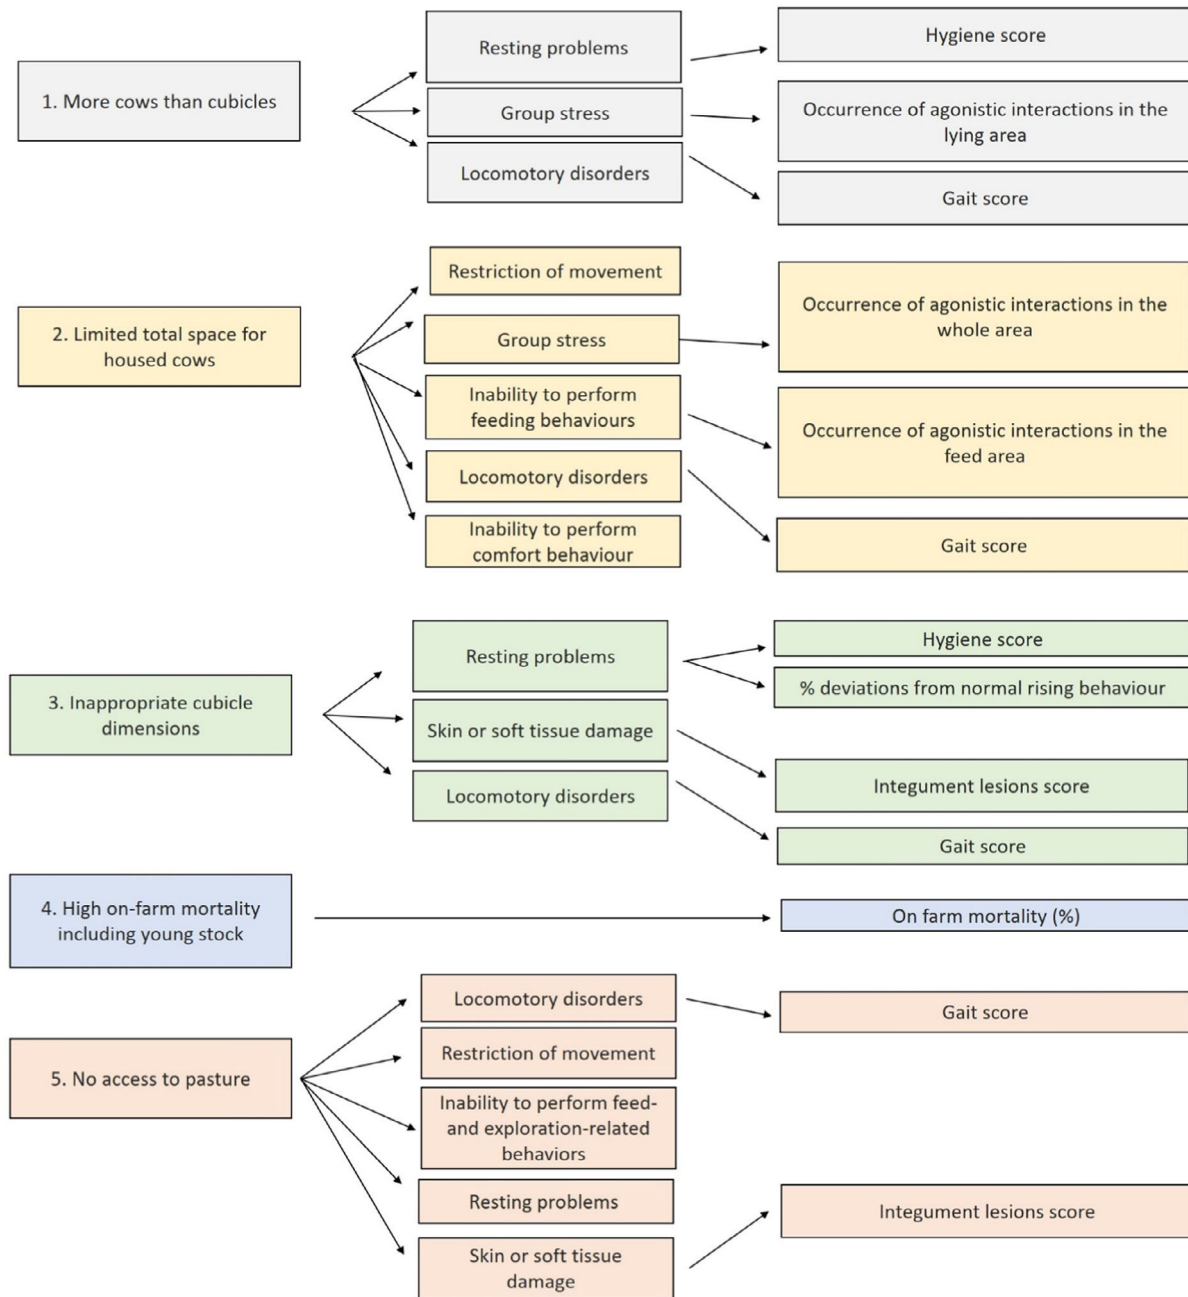 Resting problems
Hygiene score
1. More cows than cubicles
Group stress
Occurrence of agonistic interactions in the
lying area
Locomotory disorders
Gait score
Restriction of movement
2. Limited total space for
housed cows
Group stress
Occurrence of agonistic interactions in the
whole area
Inability to perform
feeding behaviours
Occurrence of agonistic interactions in the
feed area
Locomotory disorders
Inability to perform
comfort behaviour
Gait score
Resting problems
Hygiene score
% deviations from normal rising behaviour
3. Inappropriate cubicle
dimensions
Skin or soft tissue damage
Integument lesions score
Locomotory disorders
Gait score
4. High on-farm mortality
including young stock
On farm mortality (%)
Locomotory disorders
Gait score
5. No access to pasture
Restriction of movement
Inability to perform feed-
and exploration-related
behaviors
Resting problems
Integument lesions score
Skin or soft tissue
damage